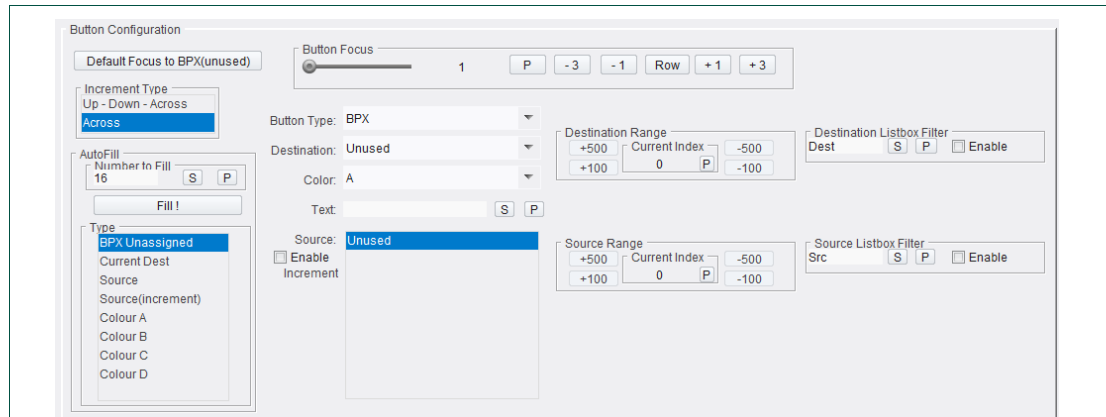 Button Configuration
Default Focus to BPX(unused)
Button Focus
1 P - 3 - 1 Row + 1 + 3
Increment Type
Up - Down - Across
Across
AutoFill
Number to Fill
16 S P
Fill !
Type
BPX Unassigned
Current Dest
Source
Source(increment)
Colour A
Colour B
Colour C
Colour D
Button Type: BPX
Destination: Unused
Color: A
Text: S P
Source: Unused
Enable
Increment
Destination Range
+500 Current Index -500
+100 0 P -100
Destination Listbox Filter
Dest S P Enable
Source Range
+500 Current Index -500
+100 0 P -100
Source Listbox Filter
Src S P Enable